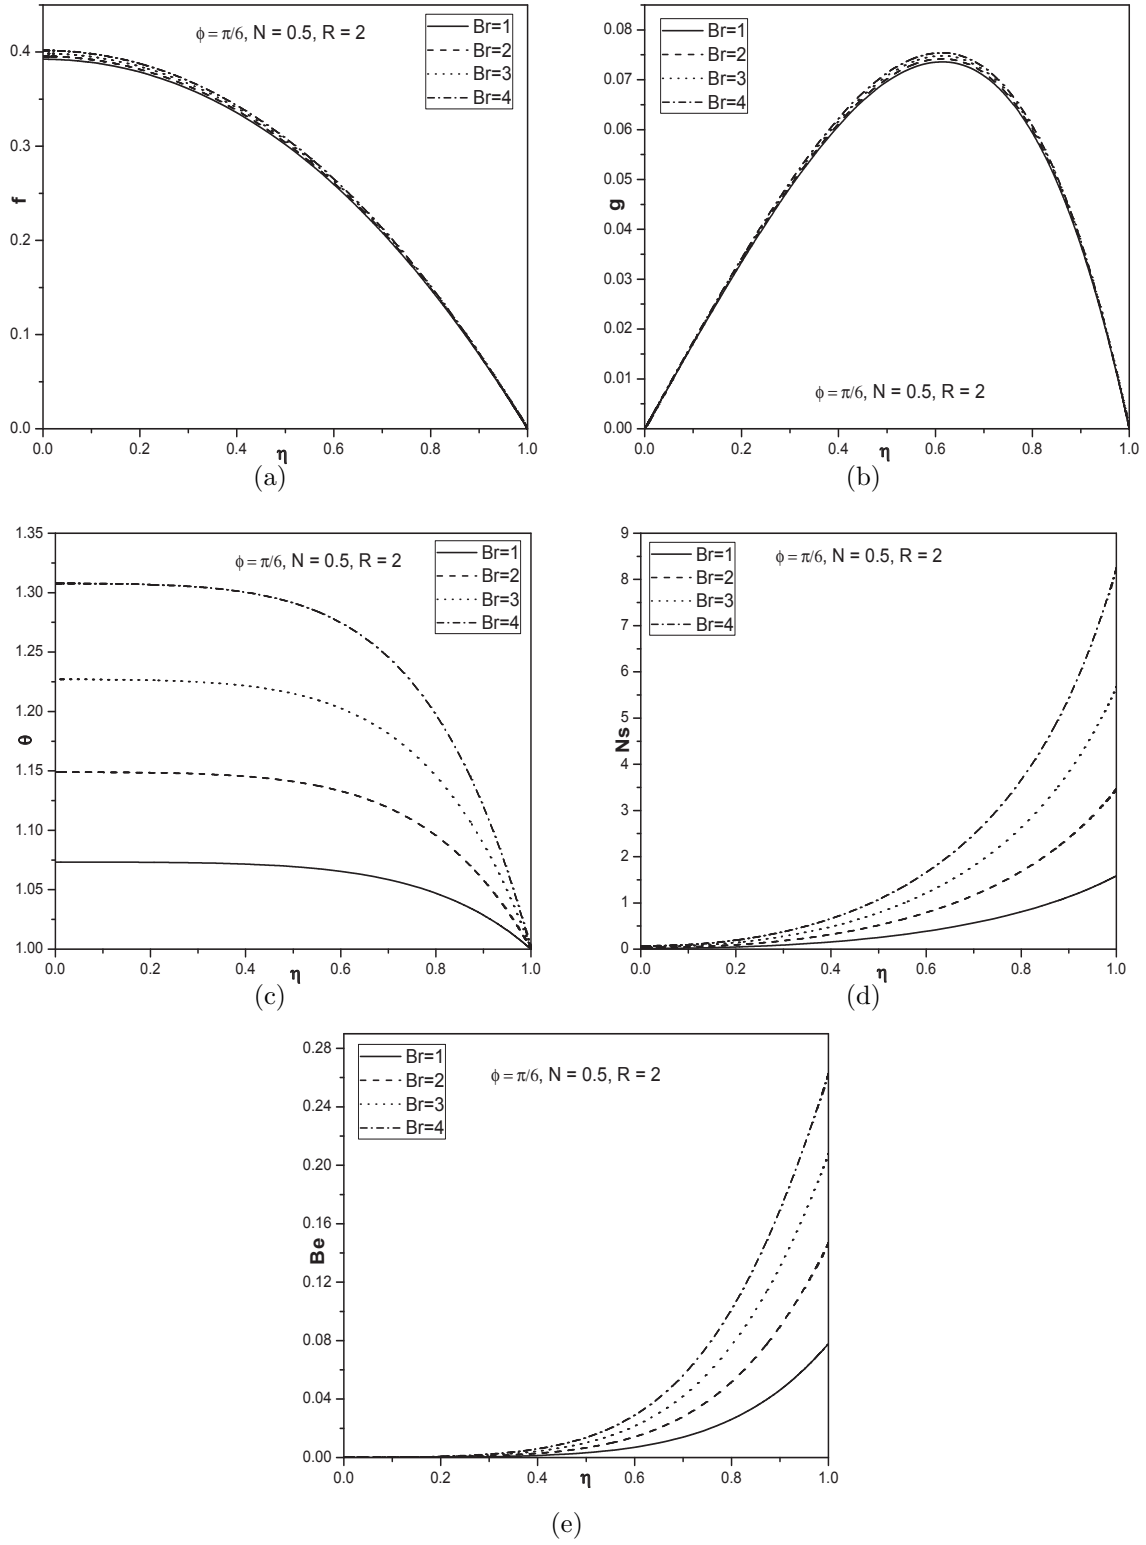 ϕ = π/6, N = 0.5, R = 2
Br=1
Br=2
Br=3
Br=4
0.4
0.3
0.2
0.1
0.0
f
0.0 0.2 0.4 0.6 0.8 1.0
η
(a)
Br=1
Br=2
Br=3
Br=4
0.08
0.07
0.06
0.05
0.04
0.03
0.02
0.01
0.00
g
ϕ = π/6, N = 0.5, R = 2
0.0 0.2 0.4 0.6 0.8 1.0
η
(b)
ϕ = π/6, N = 0.5, R = 2
Br=1
Br=2
Br=3
Br=4
1.35
1.30
1.25
1.20
1.15
1.10
1.05
1.00
θ
0.0 0.2 0.4 0.6 0.8 1.0
η
(c)
Br=1
Br=2
Br=3
Br=4
ϕ = π/6, N = 0.5, R = 2
9
8
7
6
5
4
3
2
1
0
Ns
0.0 0.2 0.4 0.6 0.8 1.0
η
(d)
Br=1
Br=2
Br=3
Br=4
ϕ = π/6, N = 0.5, R = 2
0.28
0.24
0.20
0.16
0.12
0.08
0.04
0.00
Be
0.0 0.2 0.4 0.6 0.8 1.0
η
(e)